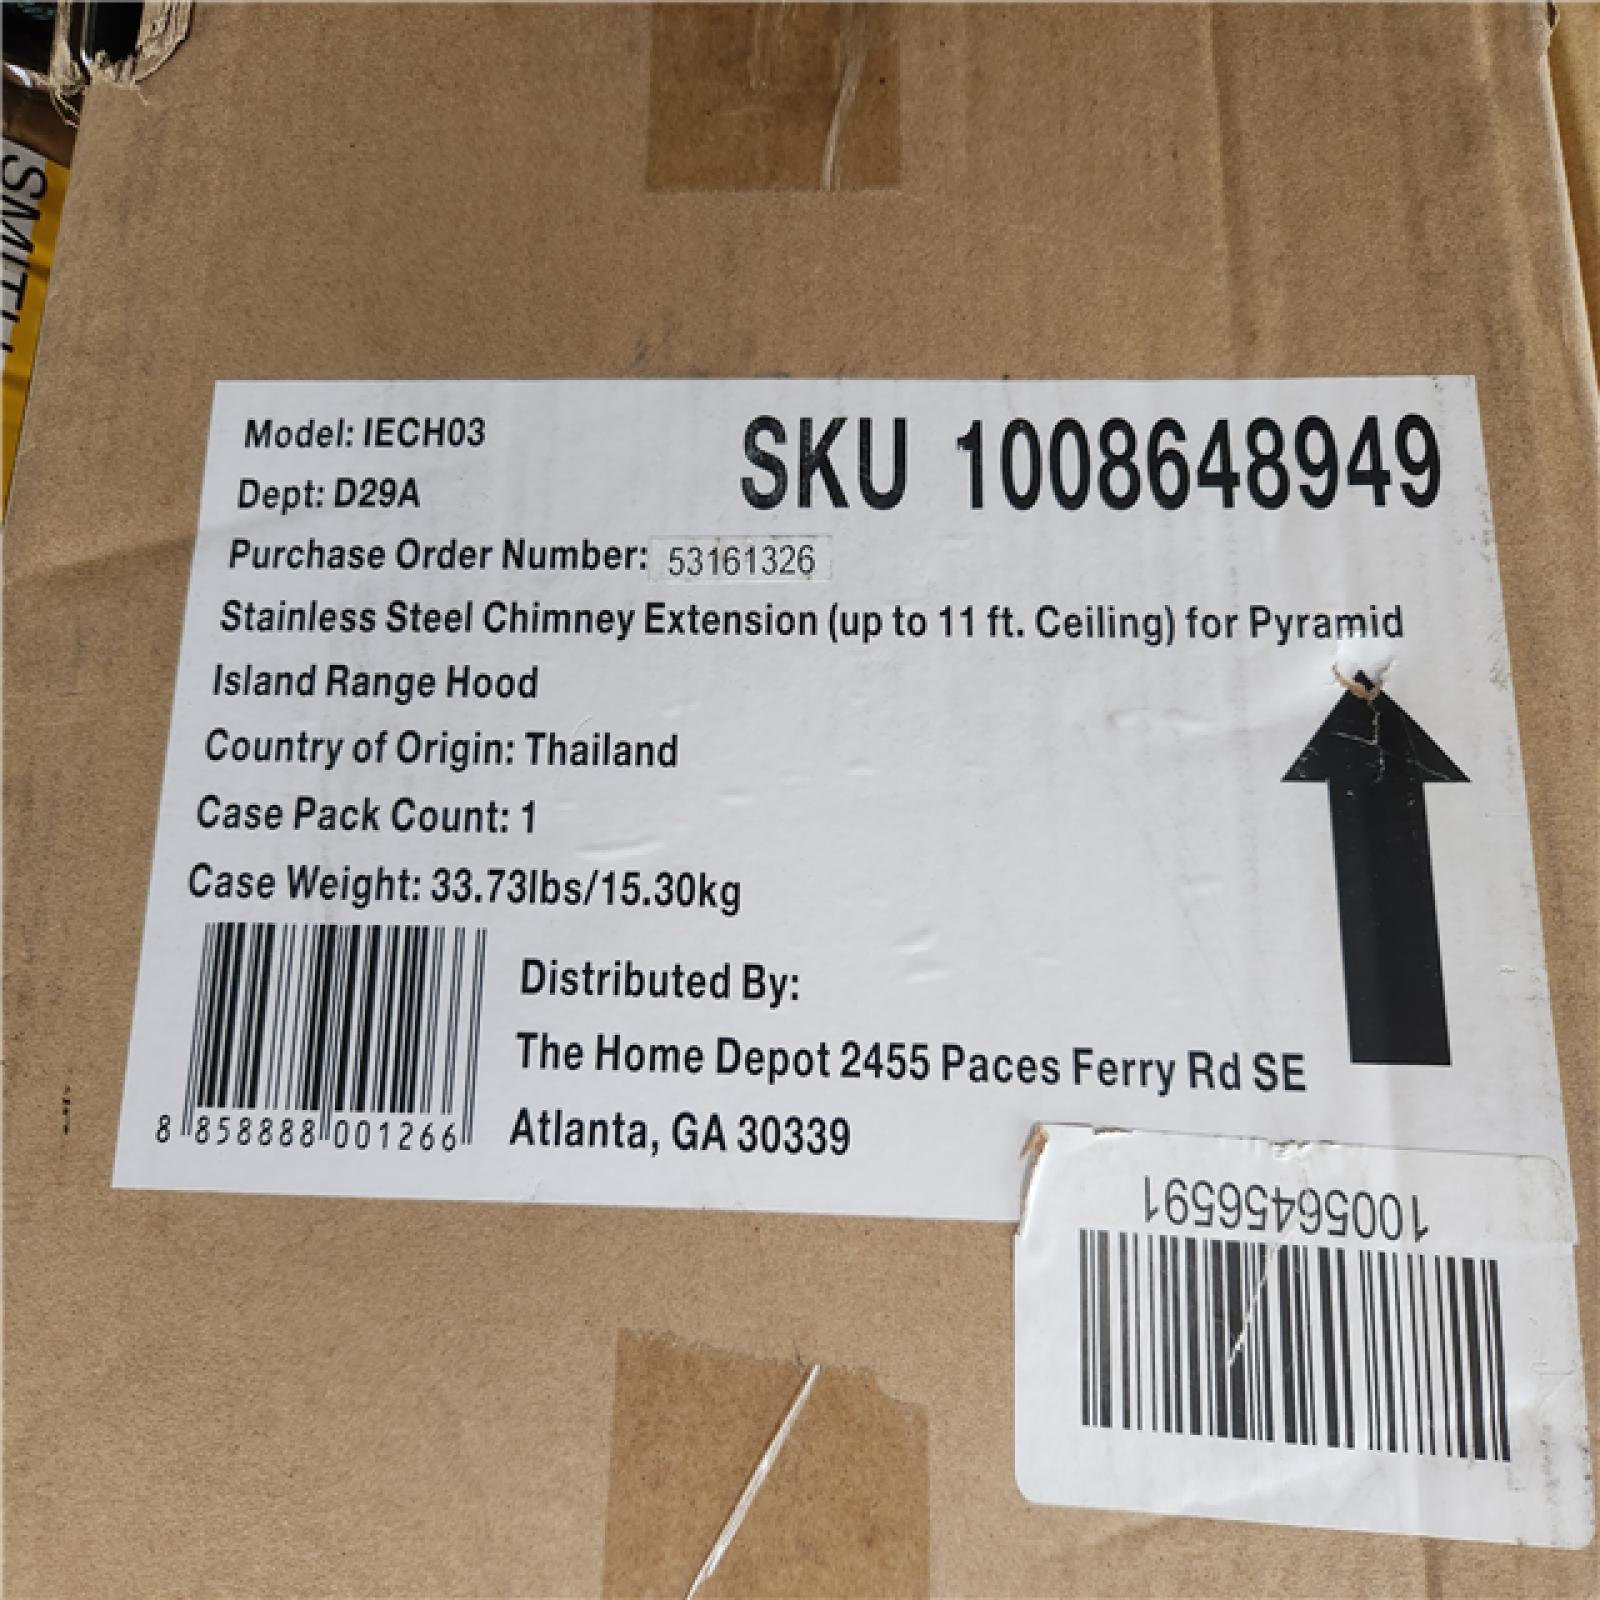 SMITH
Model: IECH03
SKU 1008648949
Dept: D29A
Purchase Order Number: 53161326
Stainless Steel Chimney Extension (up to 11 ft. Ceiling) for Pyramid
Island Range Hood
Country of Origin: Thailand
Case Pack Count: 1
Case Weight: 33.73lbs/15.30kg
Distributed By:
The Home Depot 2455 Paces Ferry Rd SE
Atlanta, GA 30339
8 858888 001266
10056456591